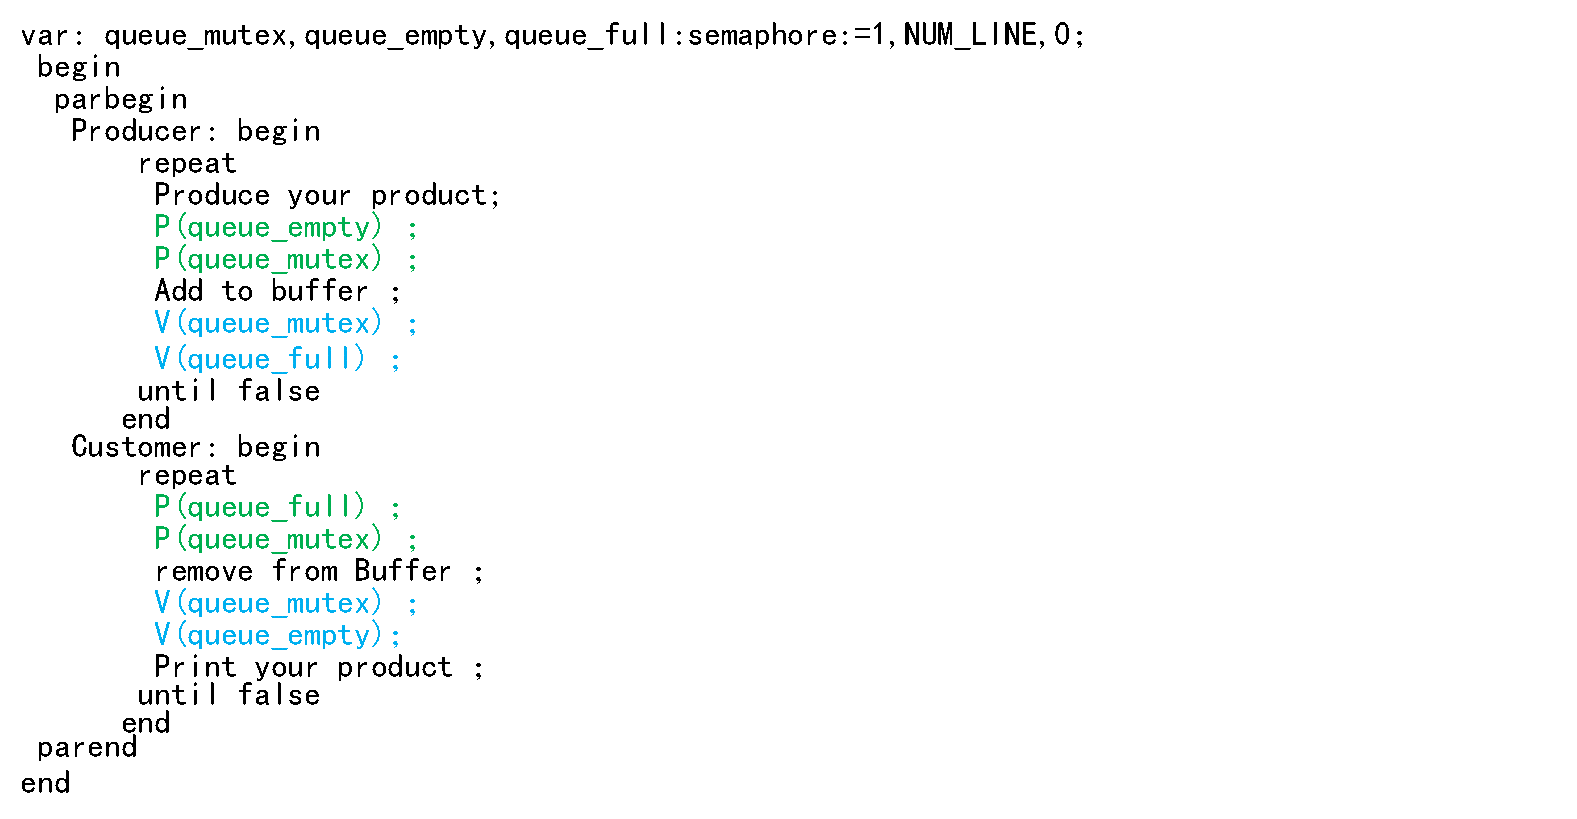 var: queue_mutex,queue_empty,queue_full:semaphore:=1,NUM_LINE,0;
begin
parbegin
Producer: begin
repeat
Produce your product;
P(queue_empty) ;
P(queue_mutex) ;
Add to buffer ;
V(queue_mutex) ;
V(queue_full) ;
until false
end
Customer: begin
repeat
P(queue_full) ;
P(queue_mutex) ;
remove from Buffer ;
V(queue_mutex) ;
V(queue_empty);
Print your product ;
until false
end
parend
end